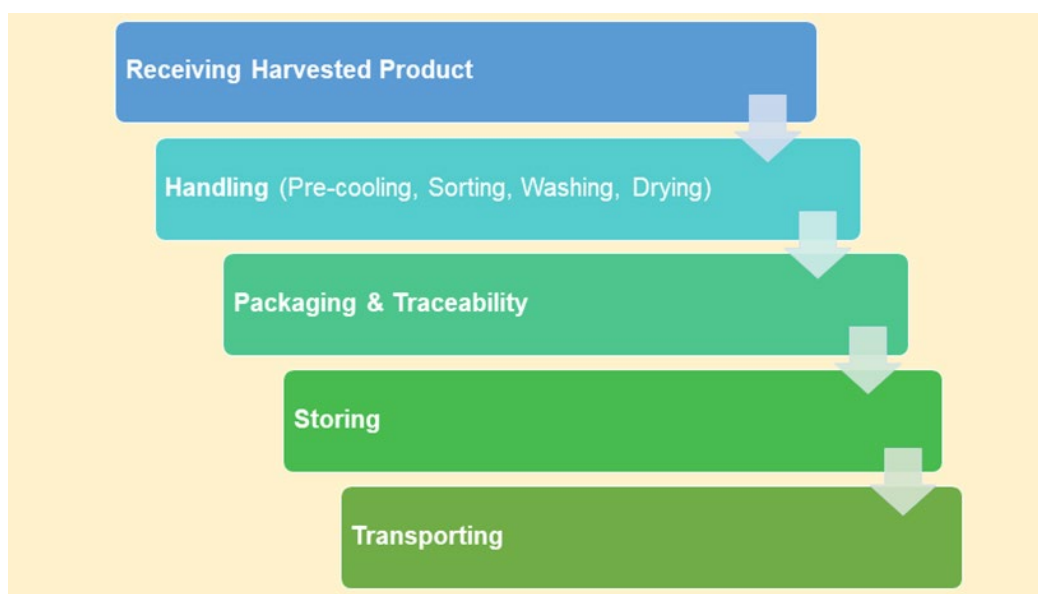 Receiving Harvested Product
Handling (Pre-cooling, Sorting, Washing, Drying)
Packaging & Traceability
Storing
Transporting